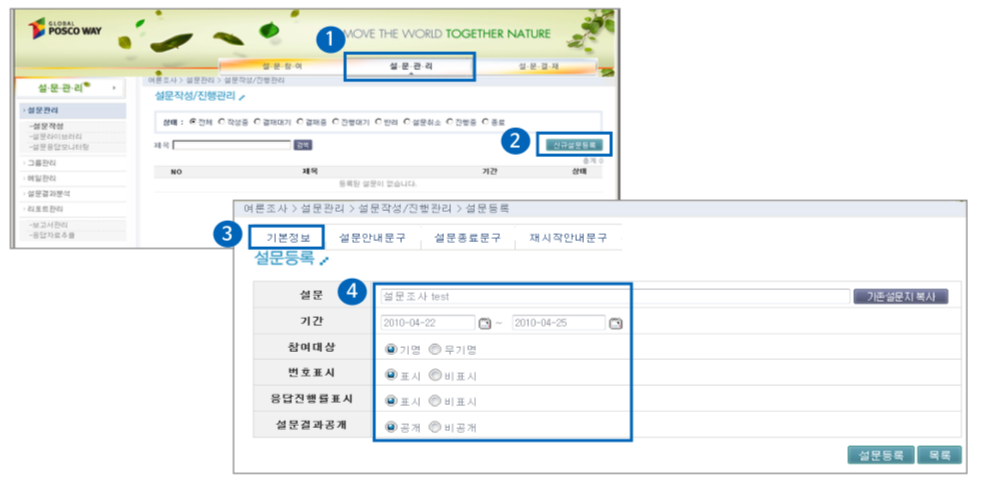 GLOBAL
POSCO WAY
MOVE THE WORLD TOGETHER NATURE
1
설·문·참·여
설·문·관·리
설·문·결·재
설·문·관·리
여론조사 > 설문관리 > 설문작성/진행관리
설문작성/진행관리
· 설문관리
-설문작성
-설문라이브러리
-설문응답모니터링
· 그룹관리
· 메일관리
· 설문결과분석
· 리포트관리
-보고서관리
-응답자료추출
상태 : 전체 작성중 결재대기 결재중 진행대기 반려 설문취소 진행중 종료
제목 검색
2
신규설문등록
총계 0
NO 제목 기간 상태
등록된 설문이 없습니다.
여론조사 > 설문관리 > 설문작성/진행관리 > 설문등록
3
기본정보 설문안내문구 설문종료문구 재시작안내문구
설문등록
4
설문 설문조사 test 기존설문지 복사
기간 2010-04-22 ~ 2010-04-25
참여대상 기명 무기명
번호표시 표시 비표시
응답진행률표시 표시 비표시
설문결과공개 공개 비공개
설문등록 목록